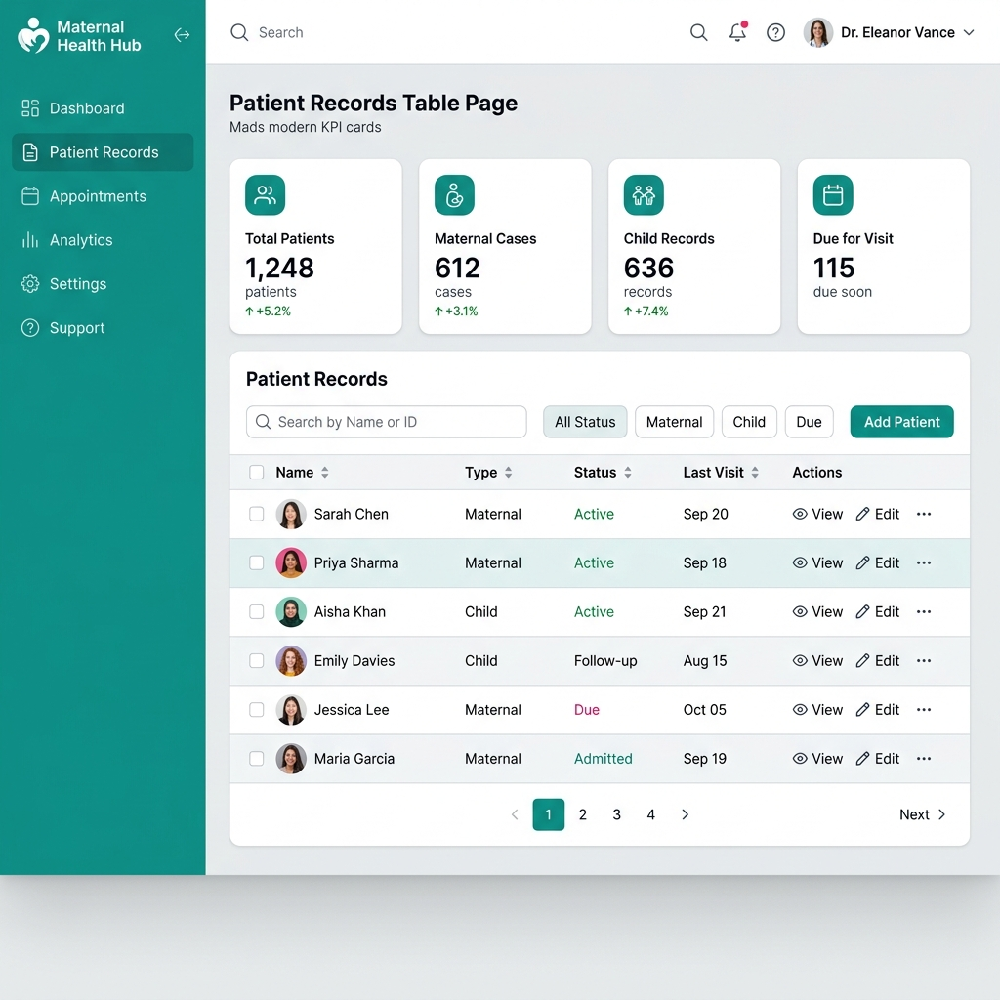 Maternal
Health Hub
Dashboard
Patient Records
Appointments
Analytics
Settings
Support
Search
Dr. Eleanor Vance
Patient Records Table Page
Mads modern KPI cards
Total Patients
1,248
patients
↑ +5.2%
Maternal Cases
612
cases
↑ +3.1%
Child Records
636
records
↑ +7.4%
Due for Visit
115
due soon
Patient Records
Search by Name or ID
All Status Maternal Child Due Add Patient
Name Type Status Last Visit Actions
Sarah Chen Maternal Active Sep 20 View Edit ...
Priya Sharma Maternal Active Sep 18 View Edit ...
Aisha Khan Child Active Sep 21 View Edit ...
Emily Davies Child Follow-up Aug 15 View Edit ...
Jessica Lee Maternal Due Oct 05 View Edit ...
Maria Garcia Maternal Admitted Sep 19 View Edit ...
< 1 2 3 4 > Next >